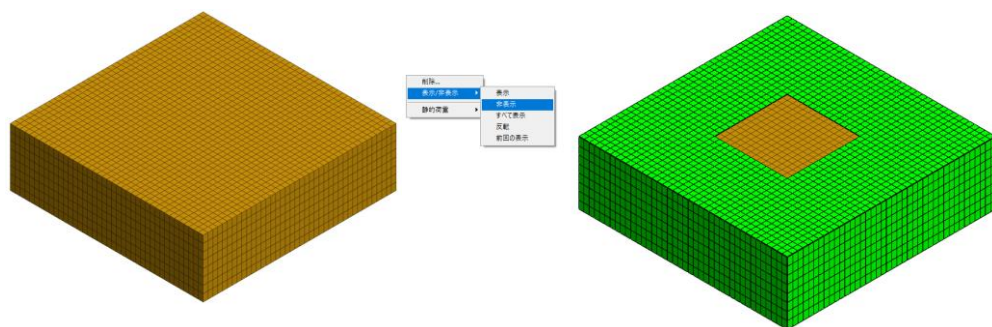 削除...
表示/非表示
静的荷重
表示
非表示
すべて表示
反転
前回の表示